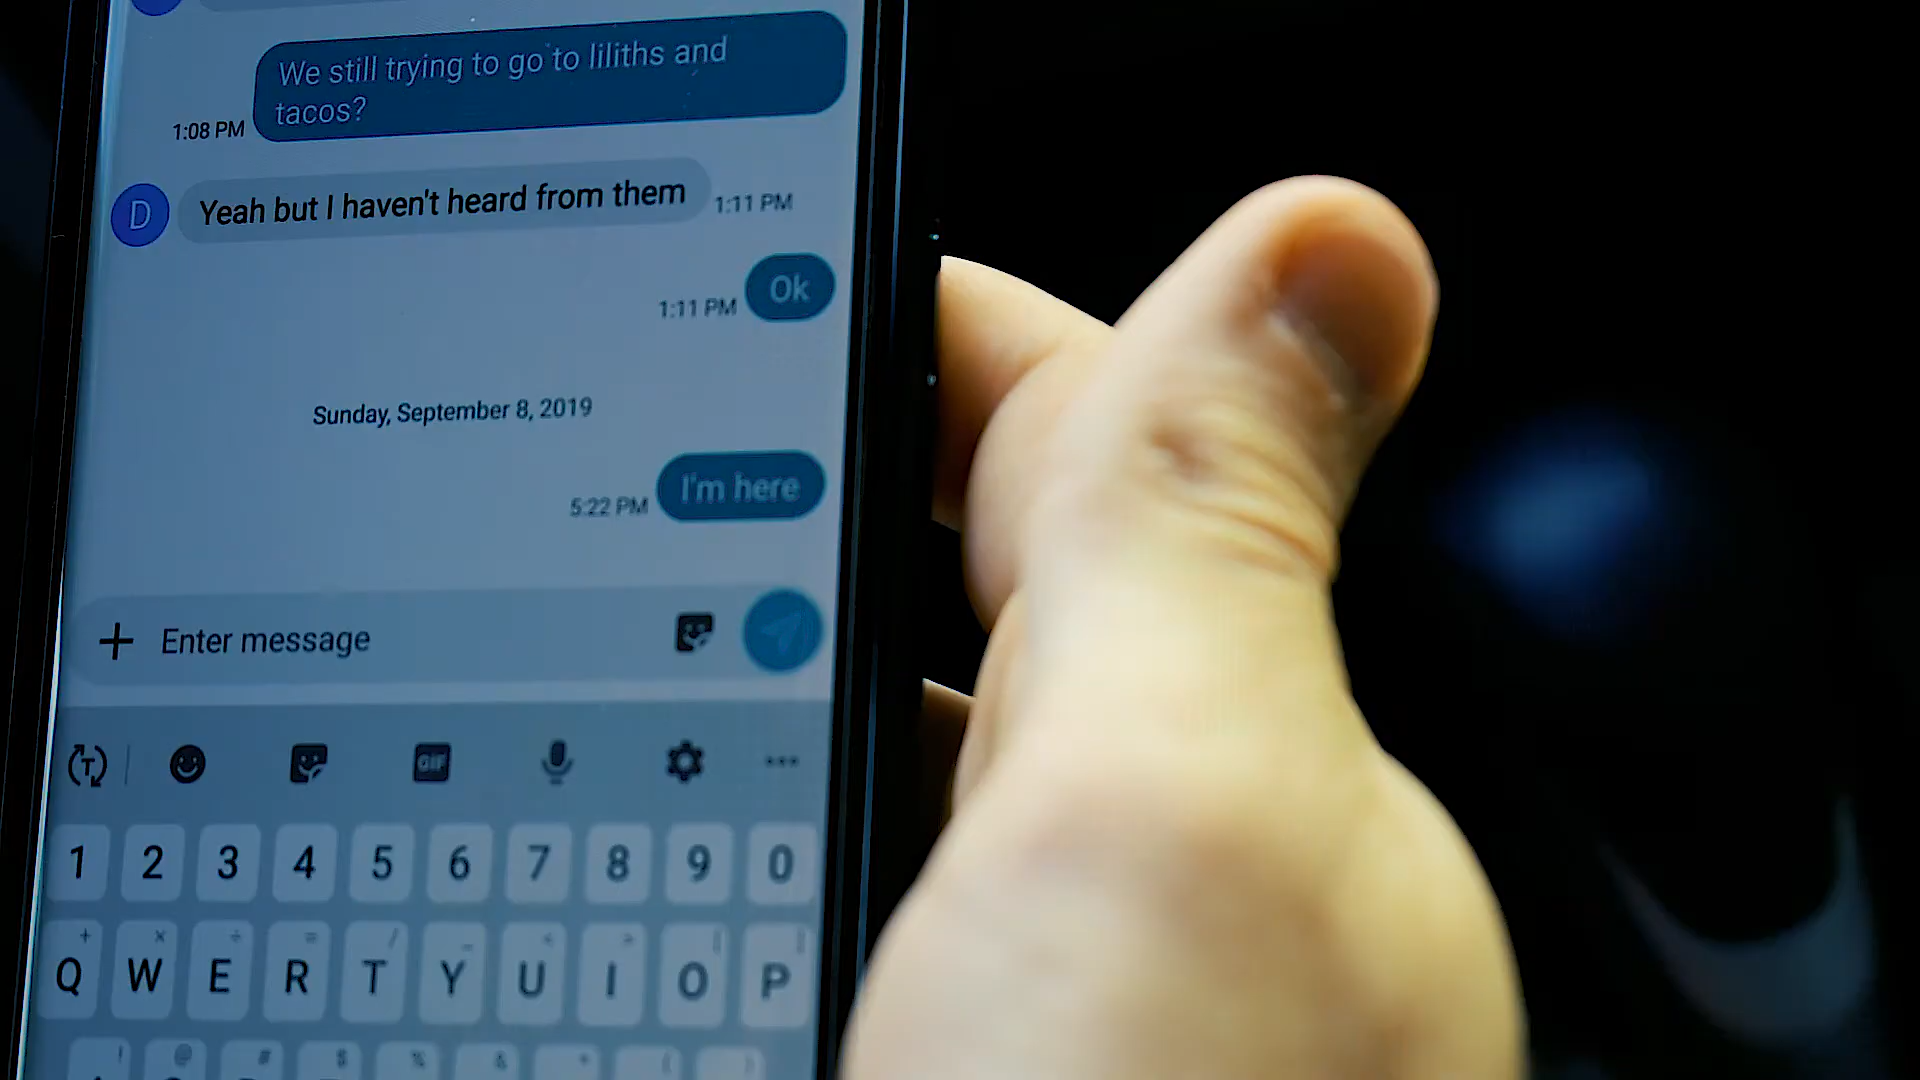 We still trying to go to liliths and
tacos?
1:08 PM
D
Yeah but I haven't heard from them
1:11 PM
Ok
1:11 PM
Sunday, September 8, 2019
I'm here
5:22 PM
+ Enter message
T
GIF
1 2 3 4 5 6 7 8 9 0
+ × ÷ = / _ < > [ ]
Q W E R T Y U I O P
! @ # $ % & * ( )